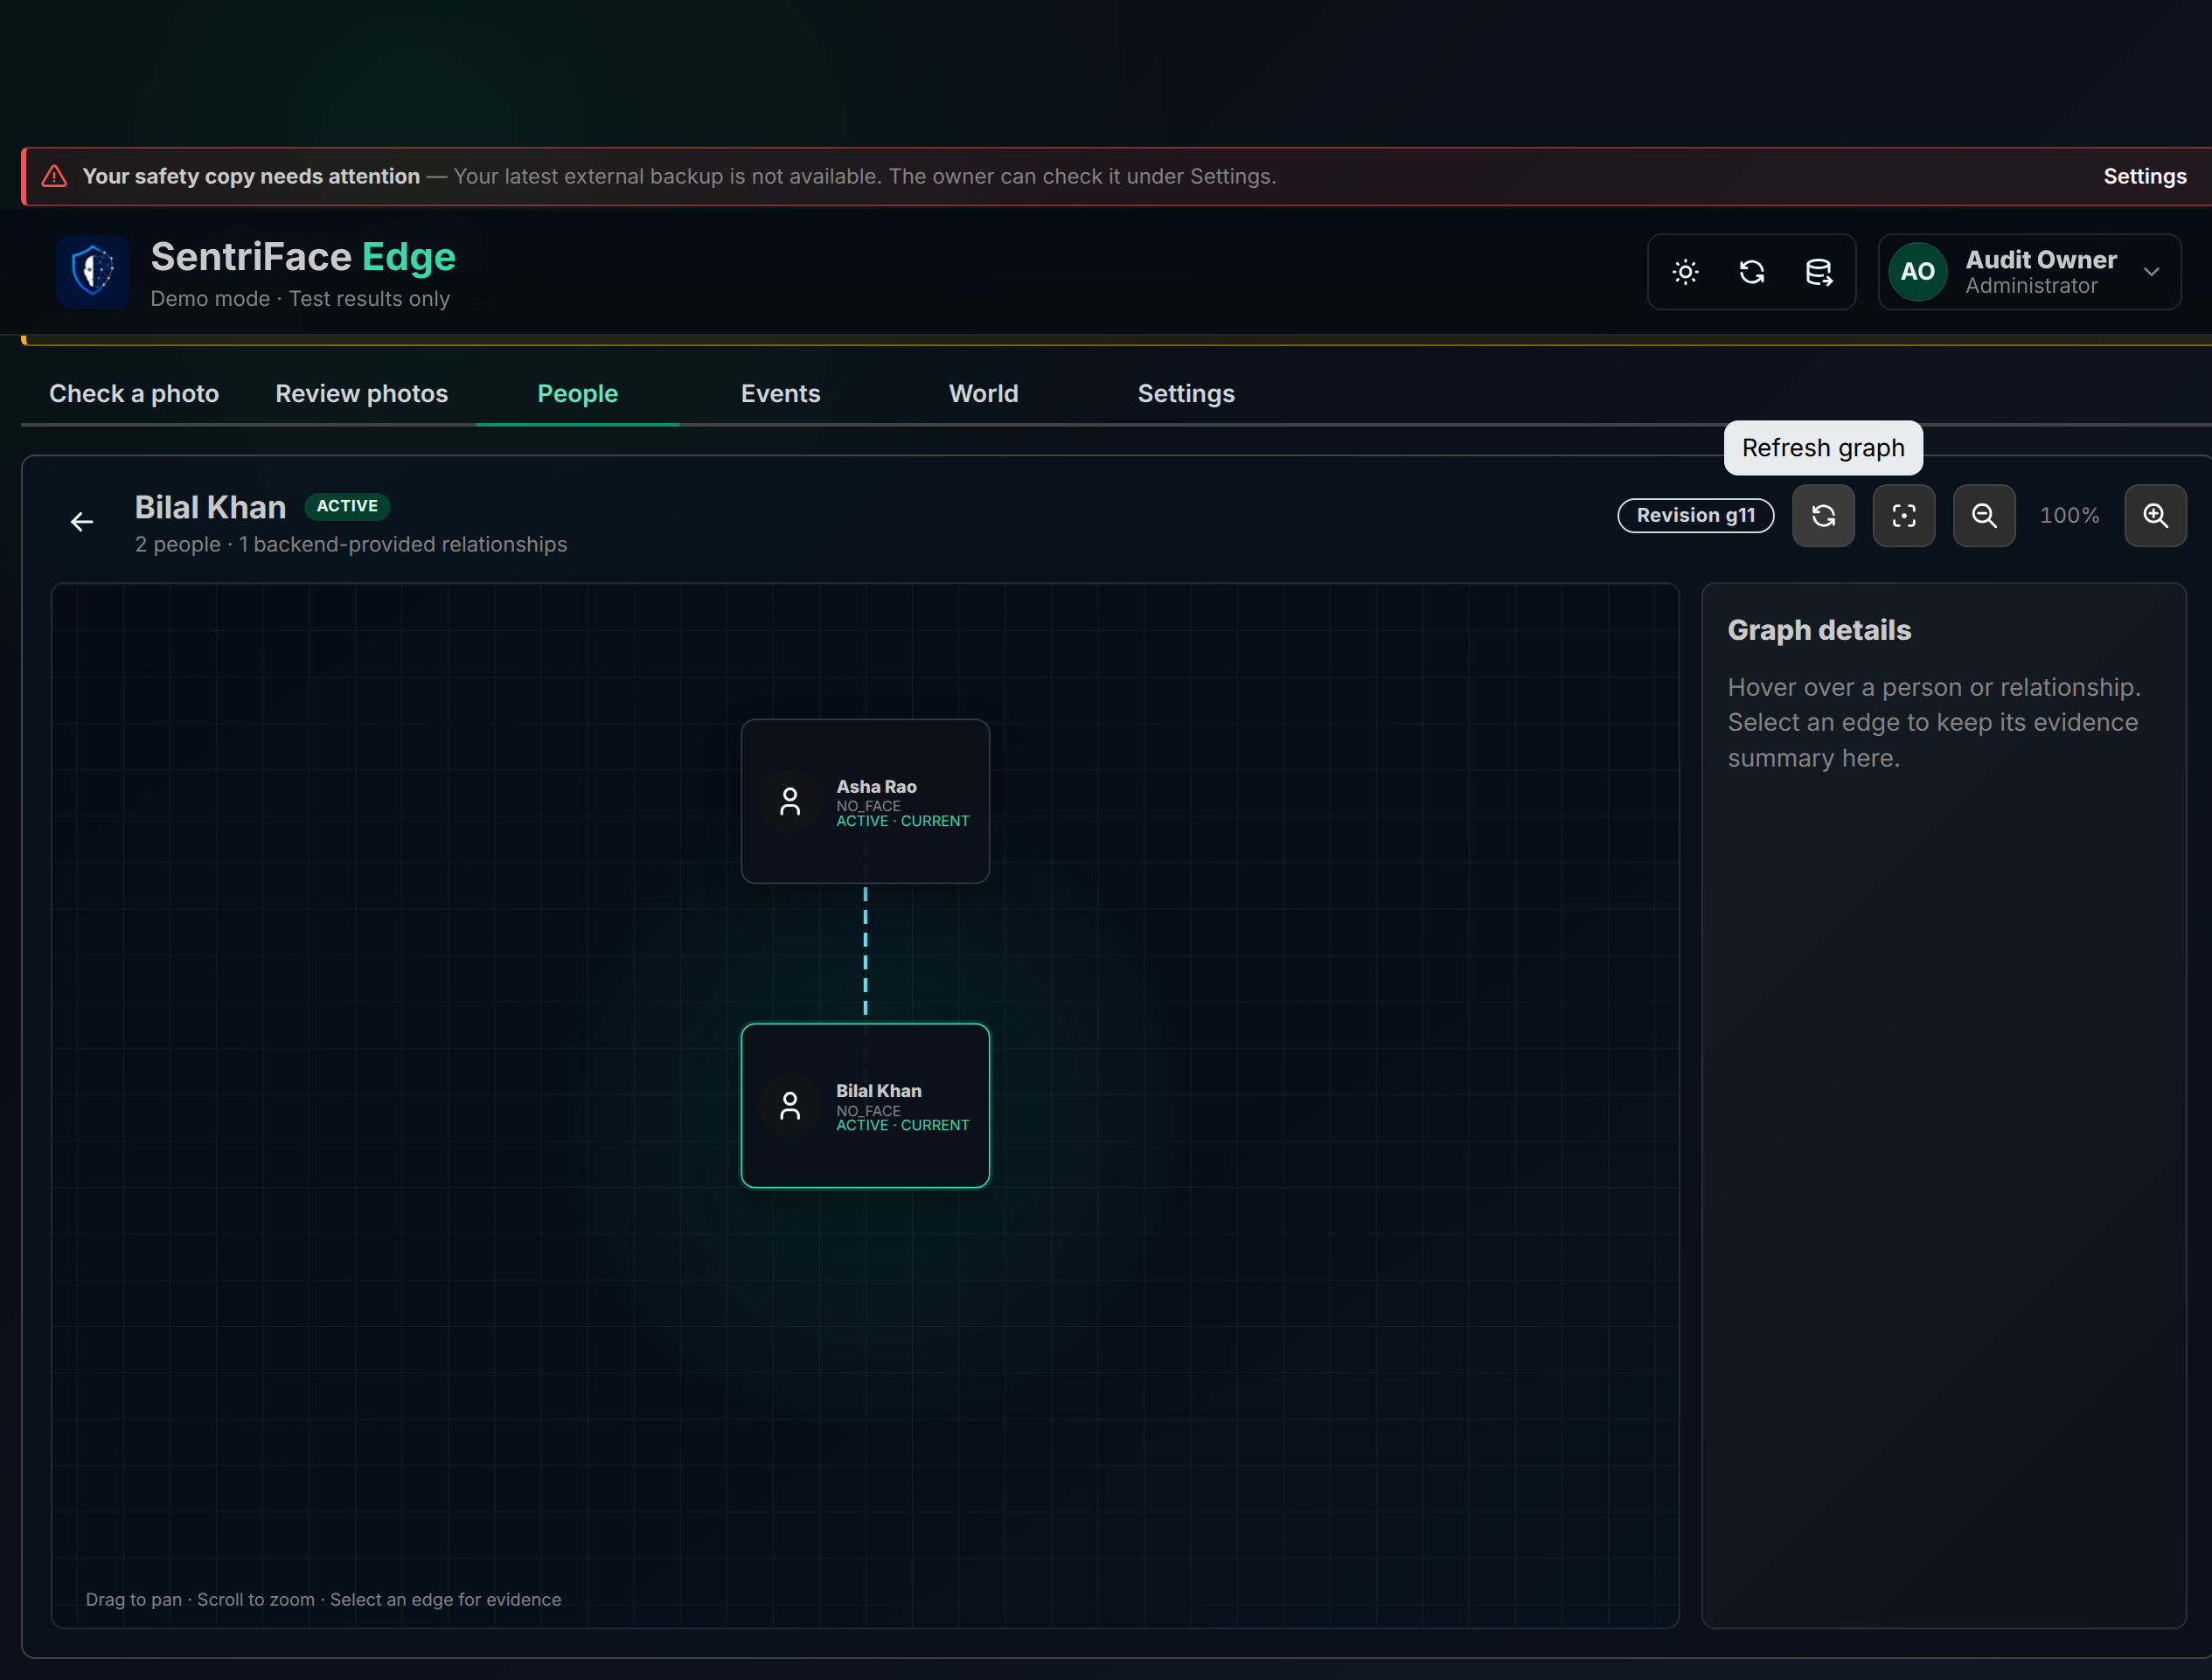 Your safety copy needs attention — Your latest external backup is not available. The owner can check it under Settings.
Settings
SentriFace Edge
Demo mode · Test results only
AO
Audit Owner
Administrator
Check a photo
Review photos
People
Events
World
Settings
Refresh graph
Bilal Khan
ACTIVE
2 people · 1 backend-provided relationships
Revision g11
100%
Graph details
Hover over a person or relationship.
Select an edge to keep its evidence
summary here.
Asha Rao
NO_FACE
ACTIVE · CURRENT
Bilal Khan
NO_FACE
ACTIVE · CURRENT
Drag to pan · Scroll to zoom · Select an edge for evidence